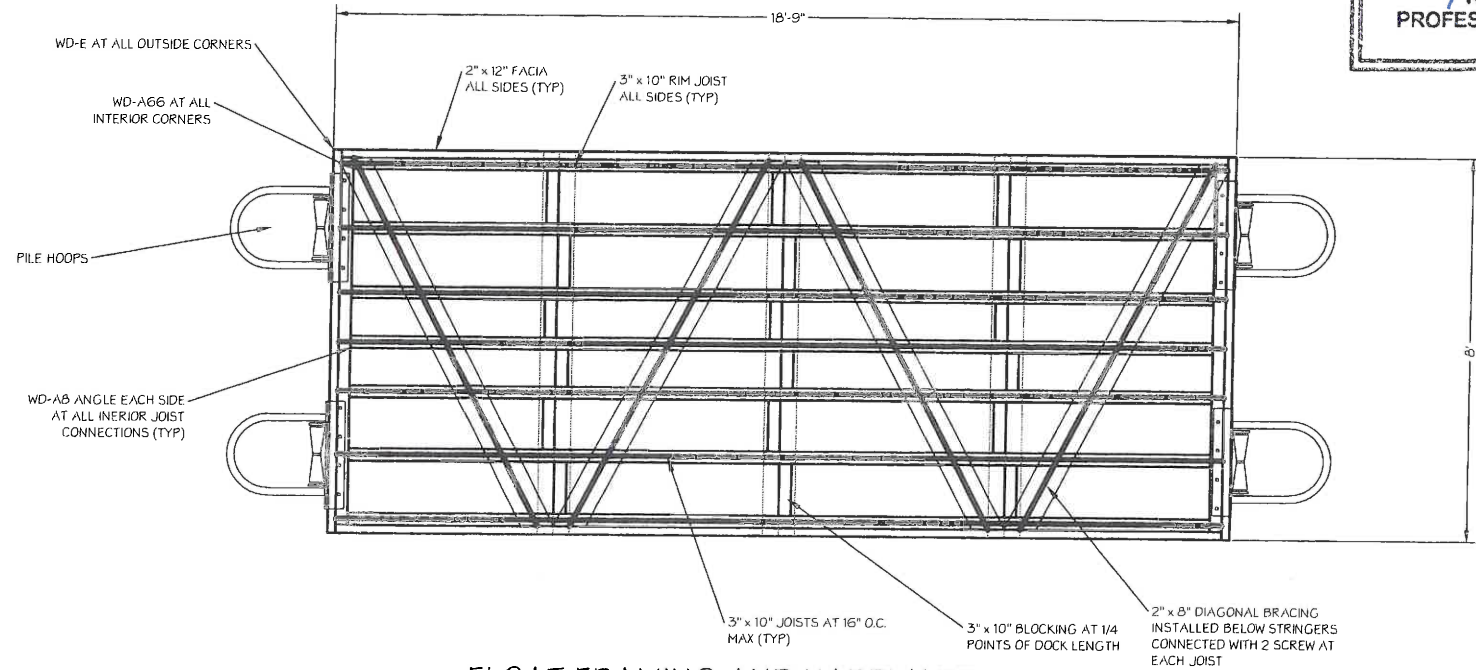 18'-9"
PROFES
WD-E AT ALL OUTSIDE CORNERS
2" x 12" FACIA
ALL SIDES (TYP)
3" x 10" RIM JOIST
ALL SIDES (TYP)
WD-A66 AT ALL
INTERIOR CORNERS
PILE HOOPS
8'
WD-A8 ANGLE EACH SIDE
AT ALL INERIOR JOIST
CONNECTIONS (TYP)
3" x 10" JOISTS AT 16" O.C.
MAX (TYP)
3" x 10" BLOCKING AT 1/4
POINTS OF DOCK LENGTH
2" x 8" DIAGONAL BRACING
INSTALLED BELOW STRINGERS
CONNECTED WITH 2 SCREW AT
EACH JOIST
FLOAT FRAMING AND